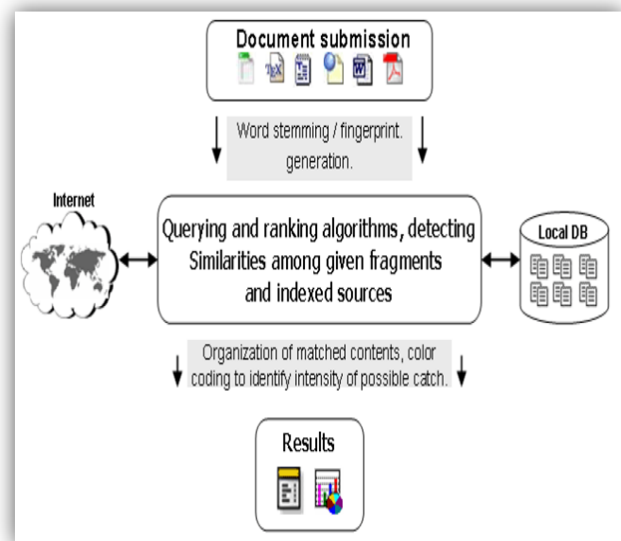 Document submission
Word stemming / fingerprint.
generation.
Internet
Querying and ranking algorithms, detecting
Similarities among given fragments
and indexed sources
Local DB
Organization of matched contents, color
coding to identify intensity of possible catch.
Results